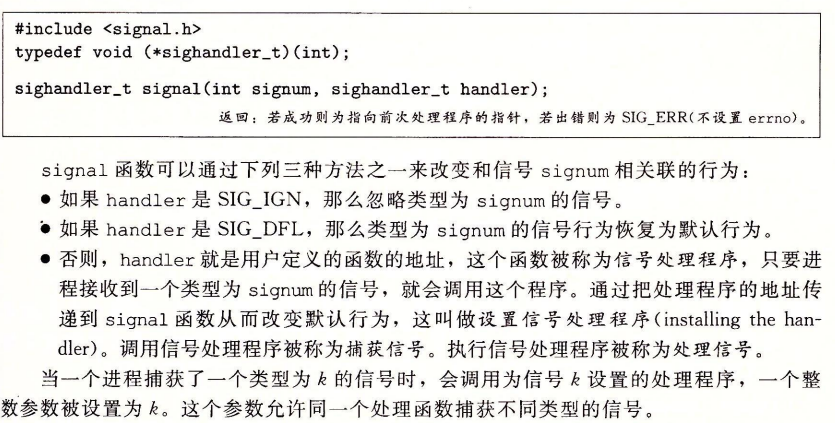 #include <signal.h>
typedef void (*sighandler_t)(int);
sighandler_t signal(int signum, sighandler_t handler);
返回：若成功则为指向前次处理程序的指针，若出错则为 SIG_ERR(不设置 errno)。
signal 函数可以通过下列三种方法之一来改变和信号 signum 相关联的行为：
● 如果 handler 是 SIG_IGN，那么忽略类型为 signum 的信号。
● 如果 handler 是 SIG_DFL，那么类型为 signum 的信号行为恢复为默认行为。
● 否则，handler 就是用户定义的函数的地址，这个函数被称为信号处理程序，只要进
程接收到一个类型为 signum 的信号，就会调用这个程序。通过把处理程序的地址传
递到 signal 函数从而改变默认行为，这叫做设置信号处理程序(installing the han-
dler)。调用信号处理程序被称为捕获信号。执行信号处理程序被称为处理信号。
当一个进程捕获了一个类型为 k 的信号时，会调用为信号 k 设置的处理程序，一个整
数参数被设置为 k。这个参数允许同一个处理函数捕获不同类型的信号。